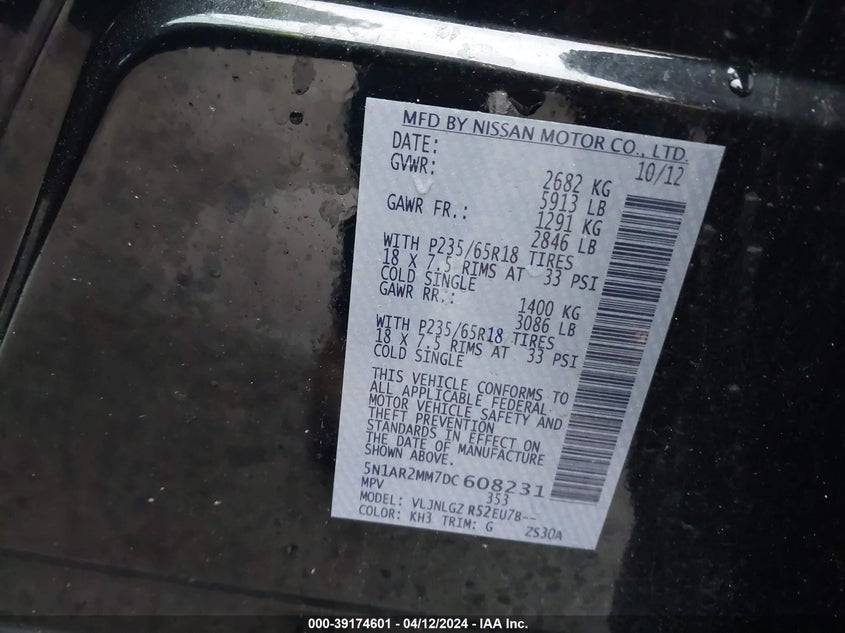 MFD BY NISSAN MOTOR CO., LTD.
DATE: 10/12
GVWR: 2682 KG
5913 LB
GAWR FR.: 1291 KG
2846 LB
WITH P235/65R18 TIRES
18 X 7.5 RIMS AT 33 PSI
COLD SINGLE
GAWR RR.: 1400 KG
3086 LB
WITH P235/65R18 TIRES
18 X 7.5 RIMS AT 33 PSI
COLD SINGLE
THIS VEHICLE CONFORMS TO
ALL APPLICABLE FEDERAL
MOTOR VEHICLE SAFETY AND
THEFT PREVENTION
STANDARDS IN EFFECT ON
THE DATE OF MANUFACTURE
SHOWN ABOVE.
5N1AR2MM7DC608231
MPV 353
MODEL: VLJNLGZ R52EU7B--
COLOR: KH3 TRIM: G ZS30A
000-39174601 - 04/12/2024 - IAA Inc.